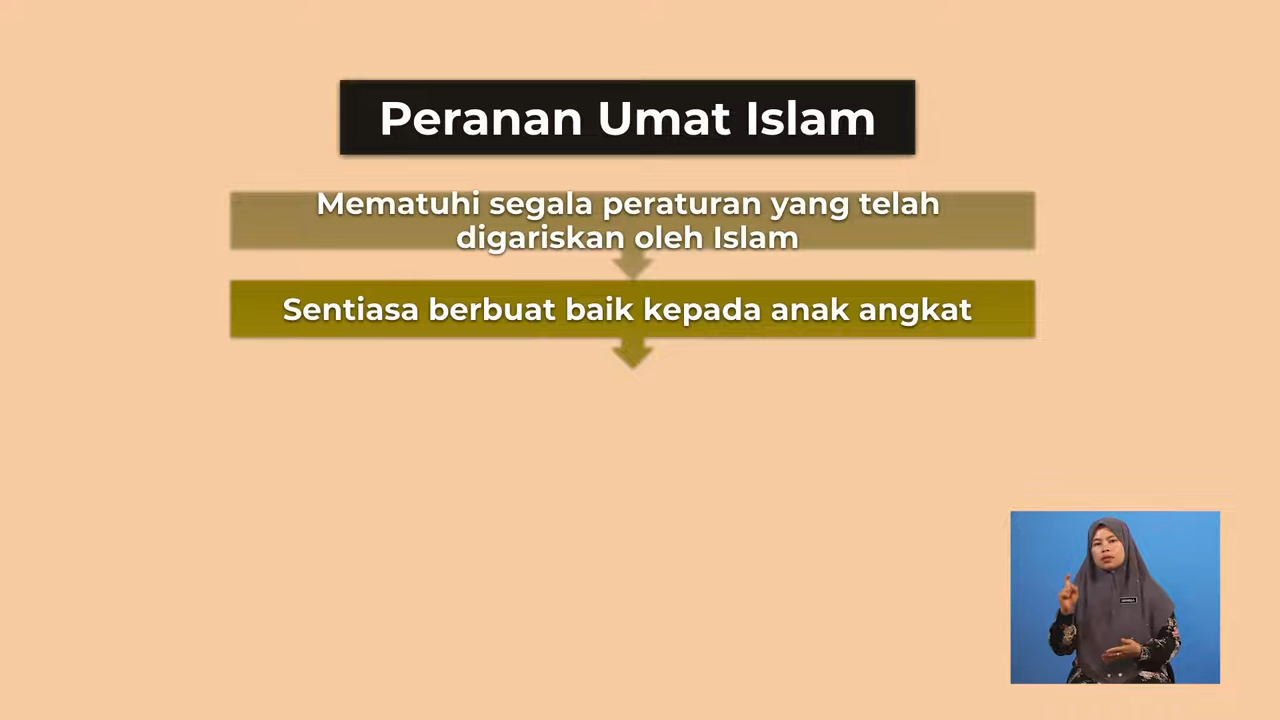 Peranan Umat Islam
Mematuhi segala peraturan yang telah
digariskan oleh Islam
Sentiasa berbuat baik kepada anak angkat